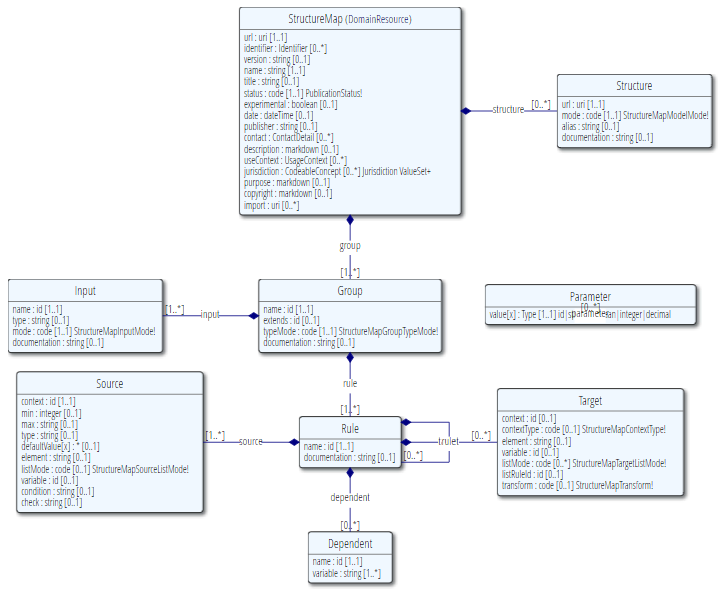 StructureMap (DomainResource)
url : uri [1..1]
identifier : Identifier [0..*]
version : string [0..1]
name : string [1..1]
title : string [0..1]
status : code [1..1] PublicationStatus!
experimental : boolean [0..1]
date : dateTime [0..1]
publisher : string [0..1]
contact : ContactDetail [0..*]
description : markdown [0..1]
useContext : UsageContext [0..*]
jurisdiction : CodeableConcept [0..*] Jurisdiction ValueSet+
purpose : markdown [0..1]
copyright : markdown [0..1]
import : uri [0..*]
structure
[0..*]
Structure
url : uri [1..1]
mode : code [1..1] StructureMapModelMode!
alias : string [0..1]
documentation : string [0..1]
group
[1..*]
Input
name : id [1..1]
type : string [0..1]
mode : code [1..1] StructureMapInputMode!
documentation : string [0..1]
[1..*]
input
Group
name : id [1..1]
extends : id [0..1]
typeMode : code [1..1] StructureMapGroupTypeMode!
documentation : string [0..1]
Parameter
value[x] : Type [1..1] id|s
parameter
[0..*]
an|integer|decimal
rule
[1..*]
Source
context : id [1..1]
min : integer [0..1]
max : string [0..1]
type : string [0..1]
defaultValue[x] : * [0..1]
element : string [0..1]
listMode : code [0..1] StructureMapSourceListMode!
variable : id [0..1]
condition : string [0..1]
check : string [0..1]
[1..*]
source
Rule
name : id [1..1]
documentation : string [0..1]
[0..*]
[0..*]
Target
context : id [0..1]
contextType : code [0..1] StructureMapContextType!
element : string [0..1]
variable : id [0..1]
listMode : code [0..*] StructureMapTargetListMode!
listRuleId : id [0..1]
transform : code [0..1] StructureMapTransform!
dependent
[0..*]
Dependent
name : id [1..1]
variable : string [1..*]